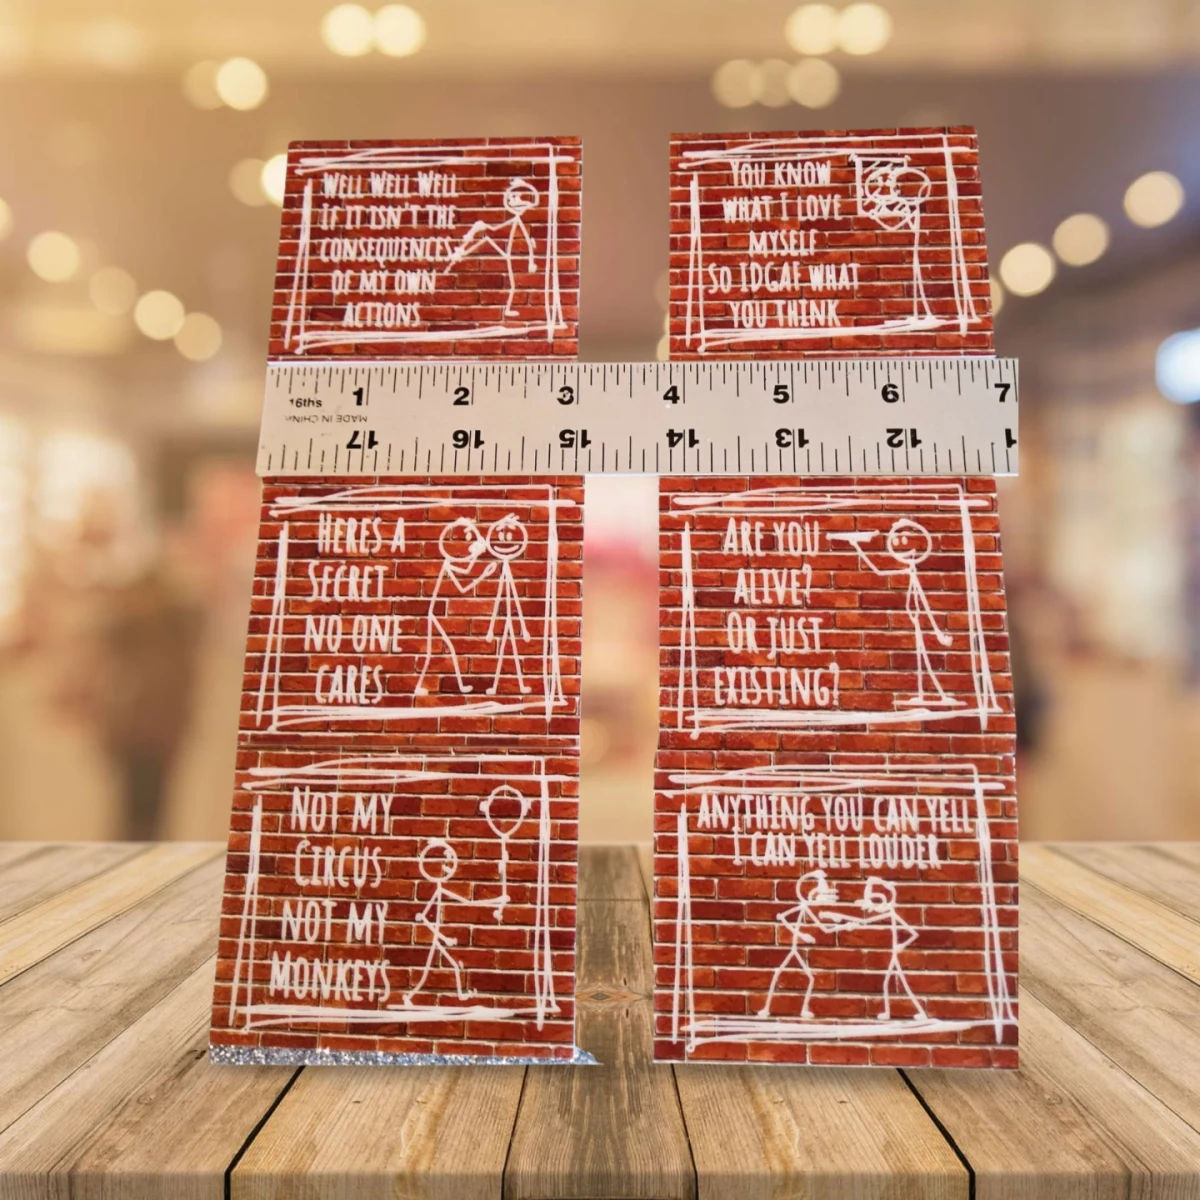 WELL WELL WELL
IF IT ISN'T THE
CONSEQUENCES
OF MY OWN
ACTIONS
YOU KNOW
WHAT I LOVE
MYSELF
SO IDGAF WHAT
YOU THINK
16ths 1 2 3 4 5 6 7
MADE IN CHINA
17 16 15 14 13 12 1
HERES A
SECRET...
NO ONE
CARES
ARE YOU
ALIVE?
OR JUST
EXISTING?
NOT MY
CIRCUS
NOT MY
MONKEYS
ANYTHING YOU CAN YELL
I CAN YELL LOUDER